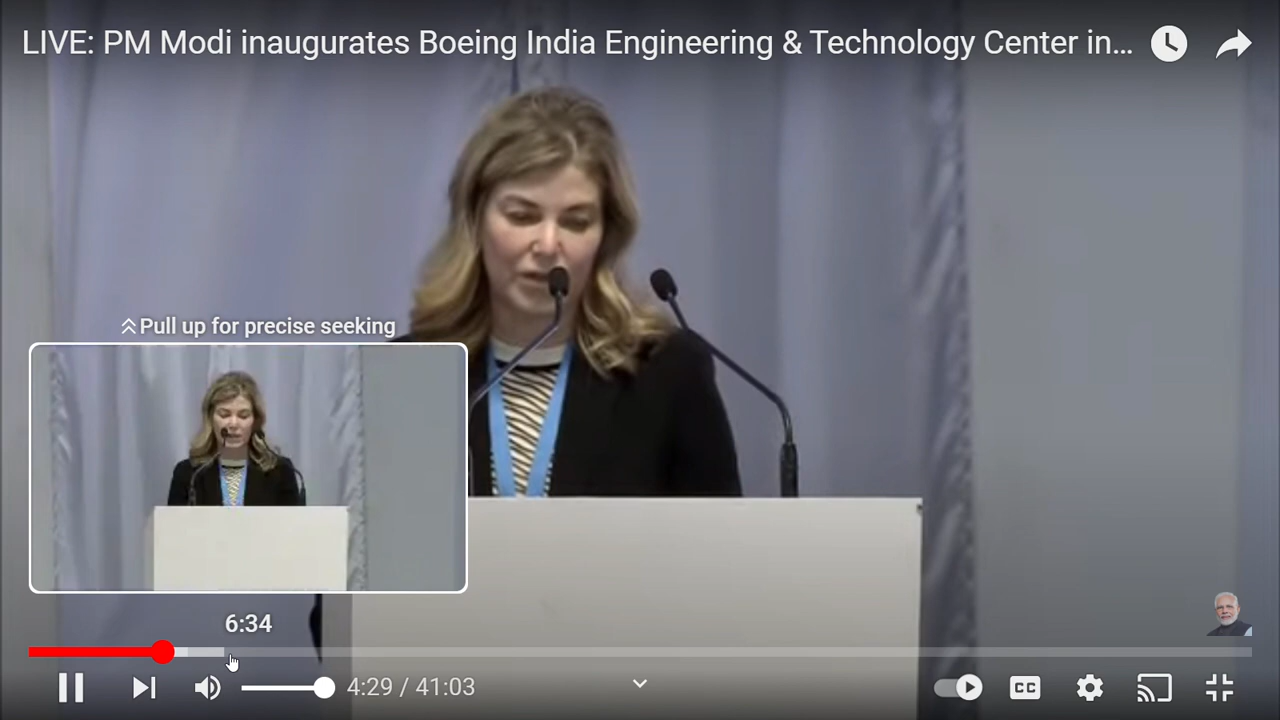 LIVE: PM Modi inaugurates Boeing India Engineering & Technology Center in...
Pull up for precise seeking
6:34
4:29 / 41:03
CC